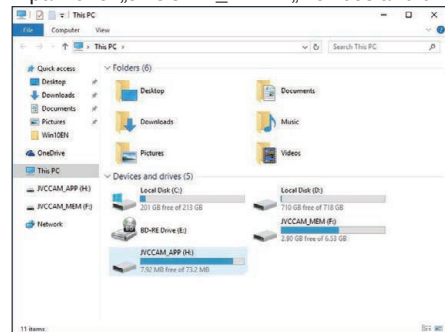 This PC
File Computer View
This PC
Search This PC
Quick access
Desktop
Downloads
Documents
Pictures
Win10EN
OneDrive
This PC
JVCCAM_APP (H:)
JVCCAM_MEM (F:)
Network
Folders (6)
Desktop
Documents
Downloads
Music
Pictures
Videos
Devices and drives (5)
Local Disk (C:)
201 GB free of 213 GB
Local Disk (D:)
710 GB free of 718 GB
BD-RE Drive (E:)
JVCCAM_MEM (F:)
2.90 GB free of 6.53 GB
JVCCAM_APP (H:)
7.92 MB free of 73.2 MB
11 items